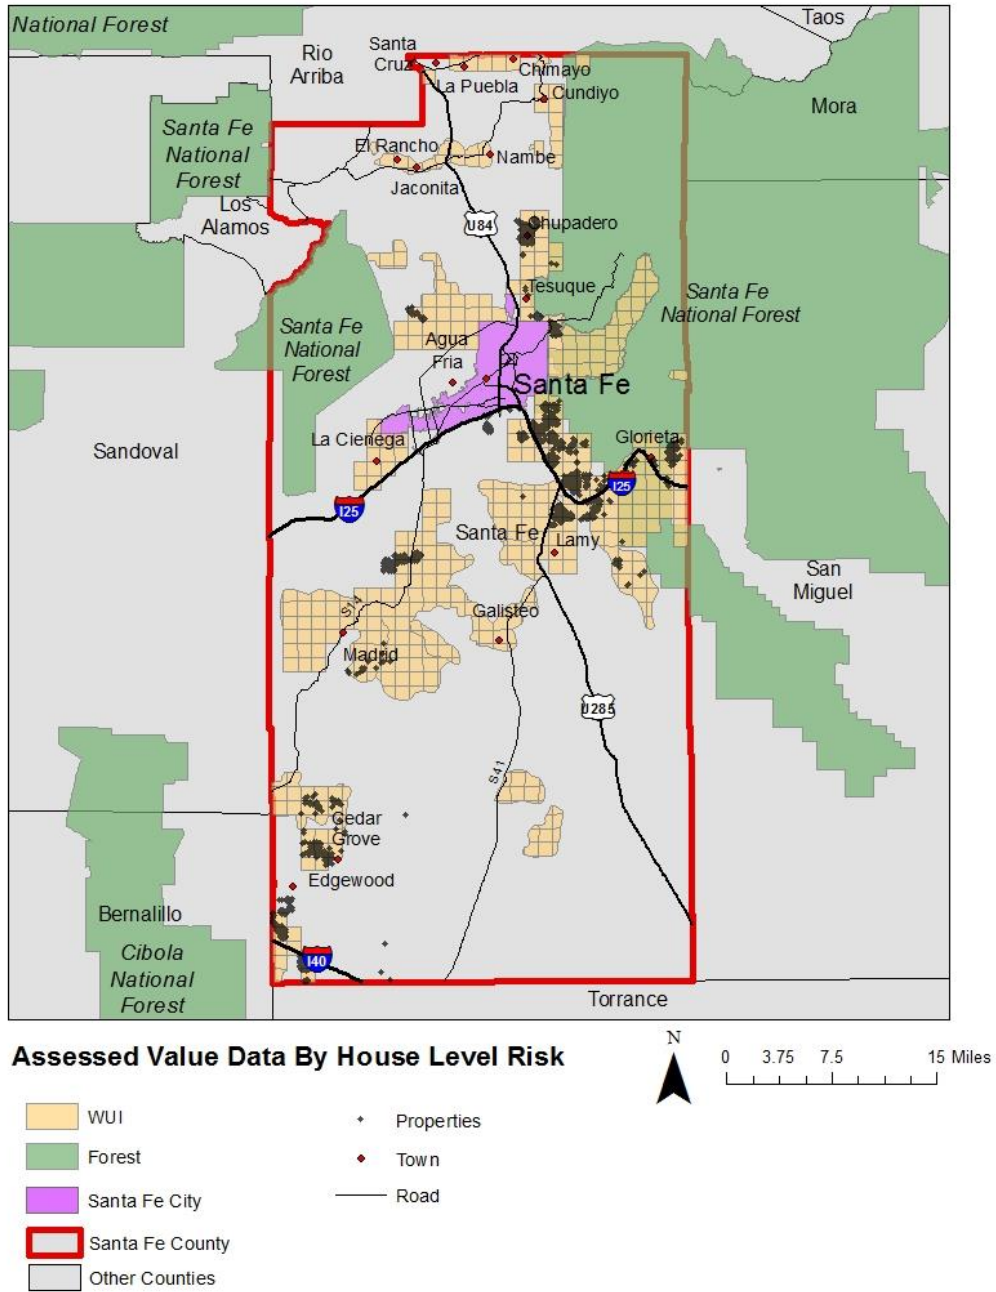 National Forest
Taos
Rio
Arriba
Santa
Cruz
Chimayo
La Puebla
Cundiyo
Mora
Santa Fe
National
Forest
El Rancho
Nambe
Jaconita
Los
Alamos
U84
Chupadero
Tesuque
Santa Fe
National Forest
Santa Fe
National
Forest
Agua
Fria
Santa Fe
Sandoval
La Cienega
Glorieta
I25
I25
Santa Fe
Lamy
San
Miguel
S14
Galisteo
Madrid
U285
S41
Cedar
Grove
Edgewood
Bernalillo
Cibola
National
Forest
I40
Torrance
Assessed Value Data By House Level Risk
N
0 3.75 7.5 15 Miles
WUI
Properties
Forest
Town
Santa Fe City
Road
Santa Fe County
Other Counties